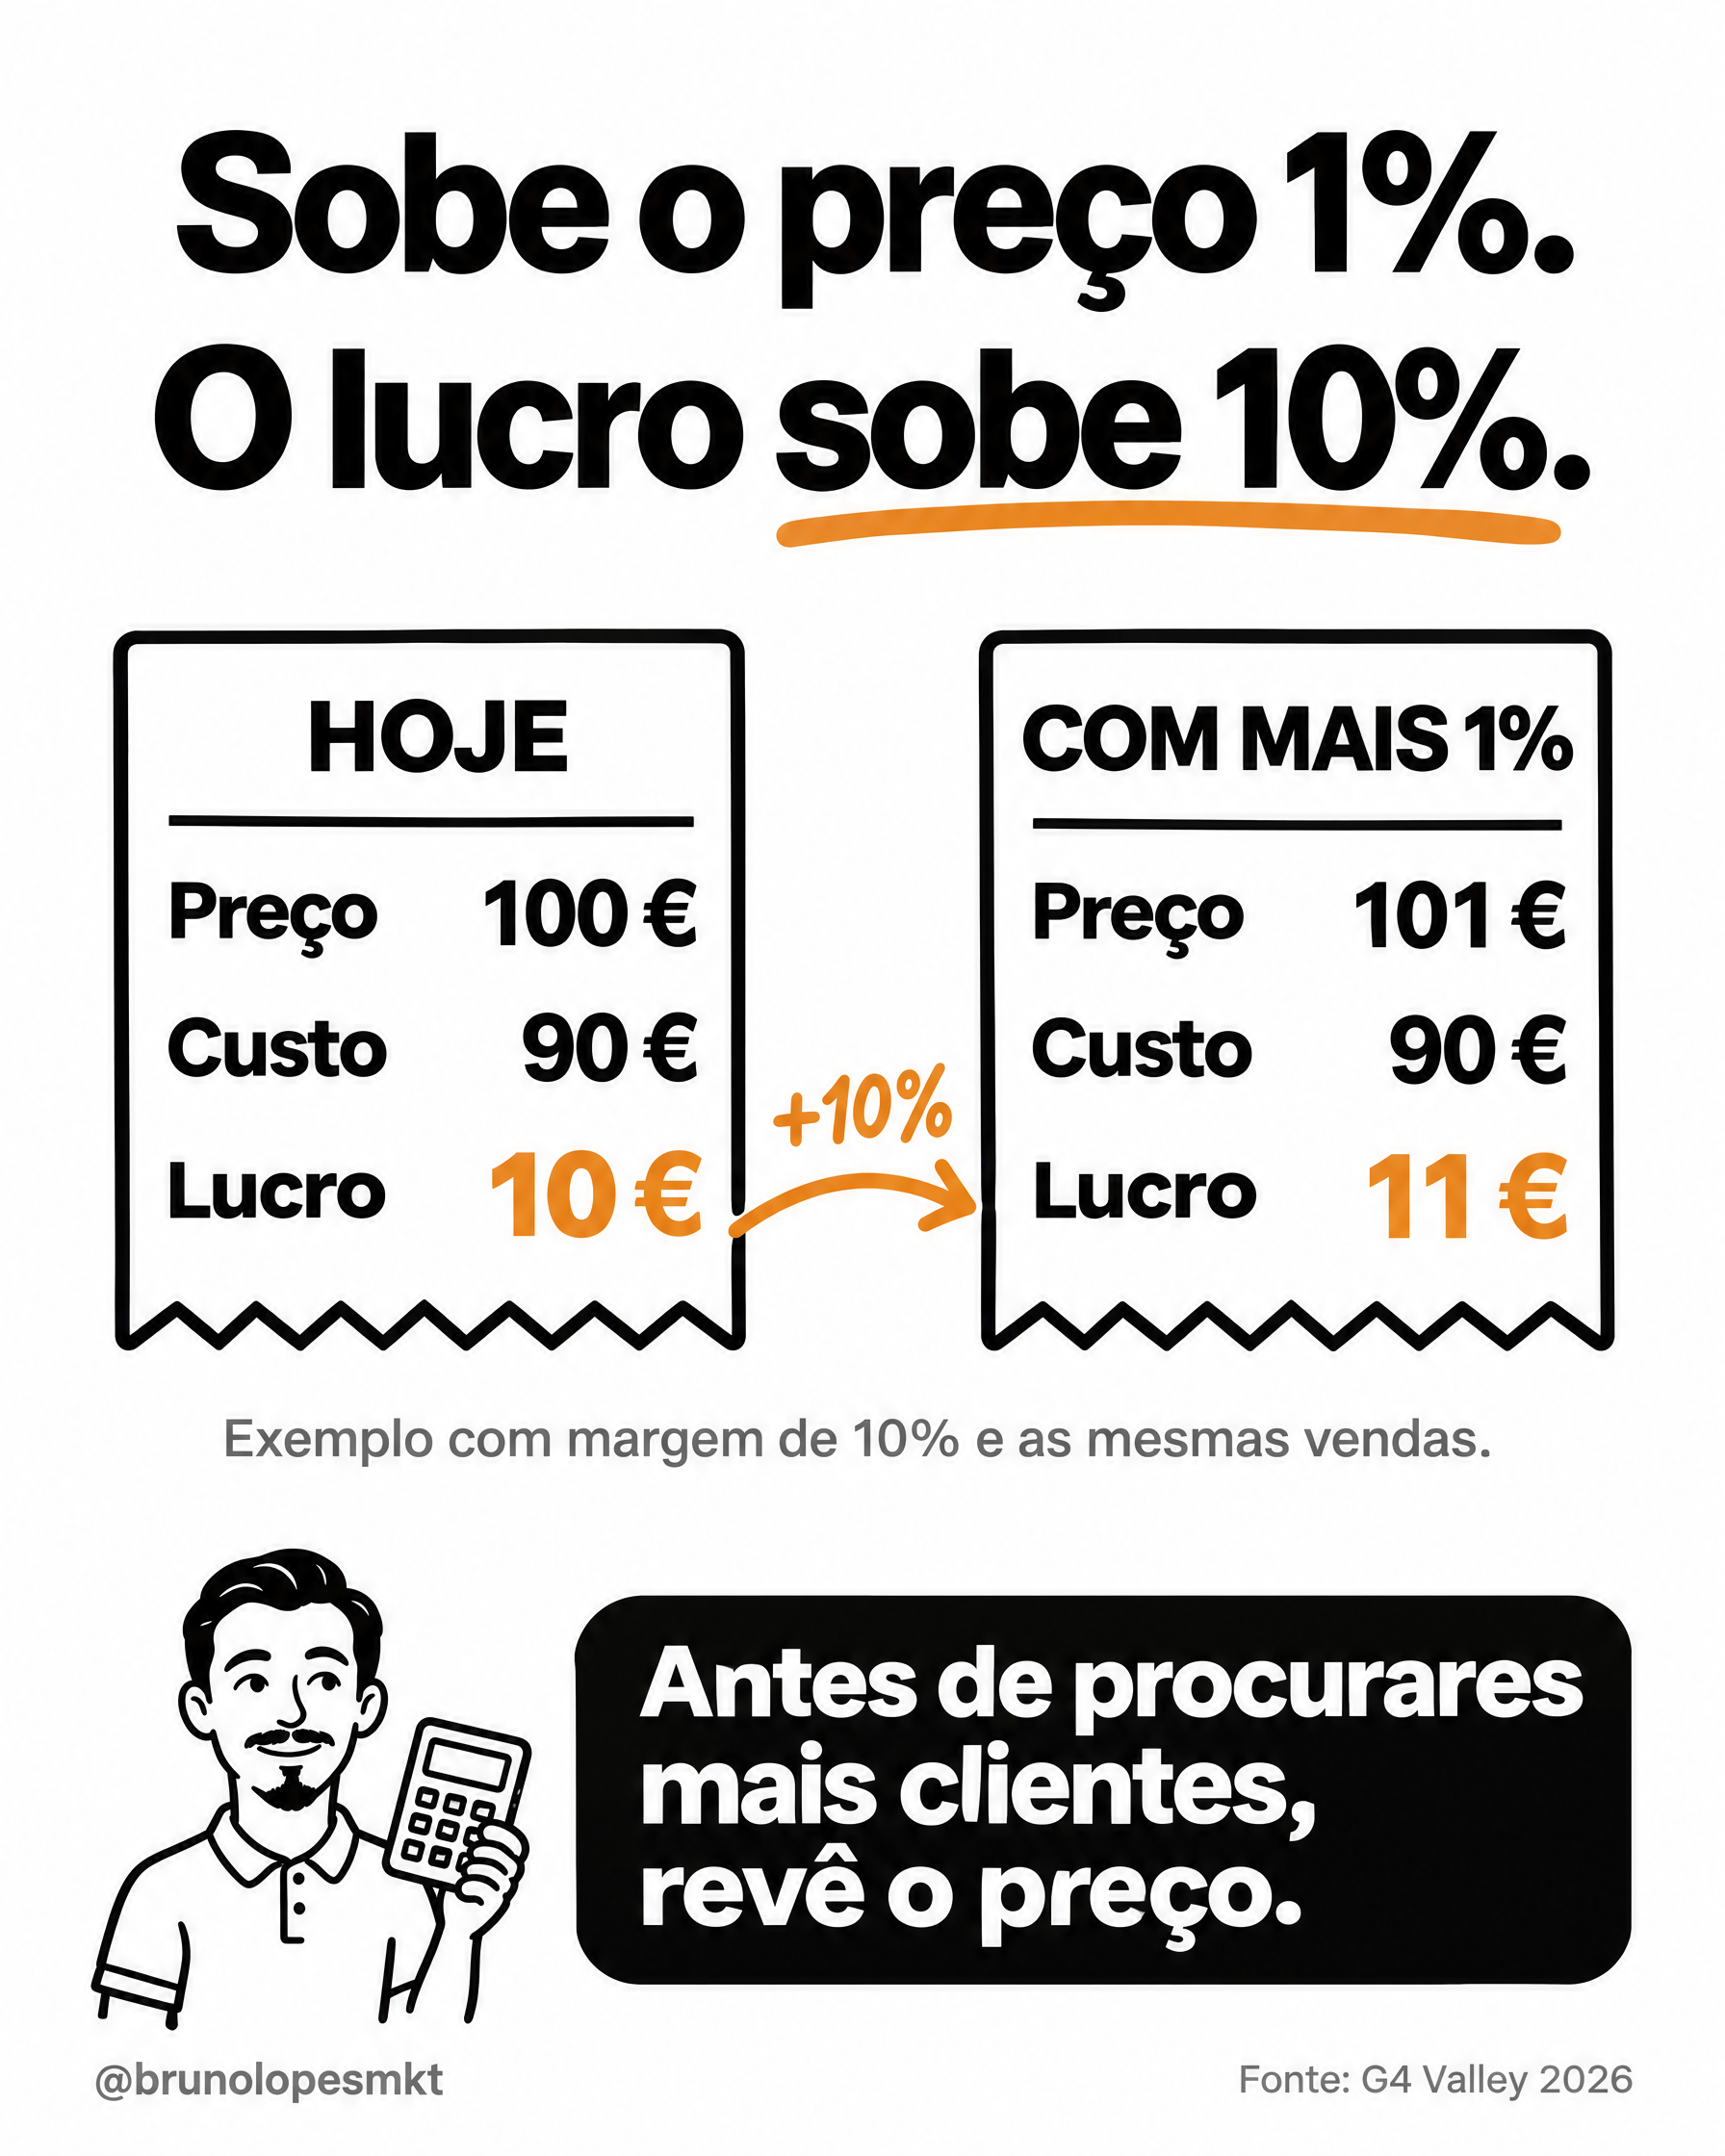 Sobe o preço 1%.
O lucro sobe 10%.
HOJE
Preço 100 €
Custo 90 €
Lucro 10 €
+10%
COM MAIS 1%
Preço 101 €
Custo 90 €
Lucro 11 €
Exemplo com margem de 10% e as mesmas vendas.
Antes de procurares
mais clientes,
revê o preço.
@brunolopesmkt
Fonte: G4 Valley 2026